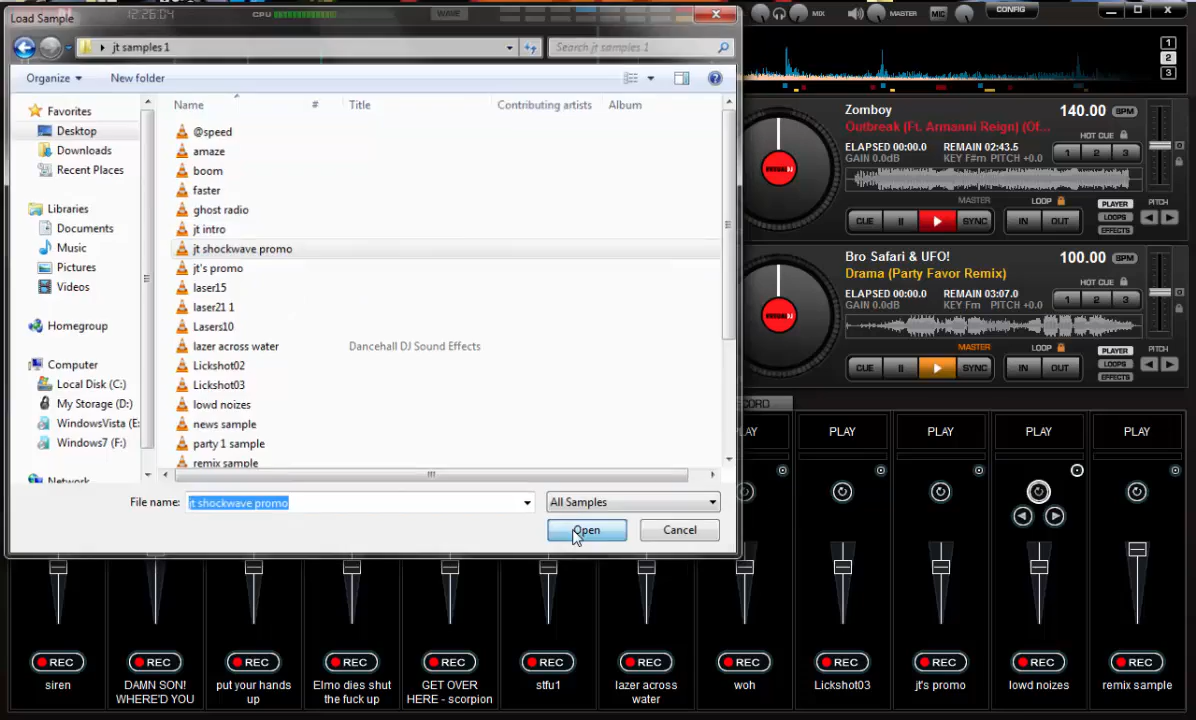 Load Sample
12:26:04
CPU
WAVE
MIX
MASTER
MIC
CONFIG
jt samples 1
Search jt samples 1
Organize
New folder
Name
#
Title
Contributing artists
Album
Favorites
Desktop
Downloads
Recent Places
Libraries
Documents
Music
Pictures
Videos
Homegroup
Computer
Local Disk (C:)
My Storage (D:)
WindowsVista (E:
Windows7 (F:)
Network
@speed
amaze
boom
faster
ghost radio
jt intro
jt shockwave promo
jt's promo
laser15
laser21 1
Lasers10
lazer across water
Dancehall DJ Sound Effects
Lickshot02
Lickshot03
lowd noizes
news sample
party 1 sample
remix sample
File name:
jt shockwave promo
All Samples
Open
Cancel
1
2
3
Zomboy
140.00 BPM
Outbreak (Ft. Armanni Reign) (Of...
ELAPSED 00:00.0 REMAIN 02:43.5
GAIN 0.0dB KEY F#m PITCH +0.0
HOT CUE
1 2 3
MASTER
LOOP
PLAYER
PITCH
CUE
SYNC
IN
OUT
LOOPS
EFFECTS
Bro Safari & UFO!
100.00 BPM
Drama (Party Favor Remix)
ELAPSED 00:00.0 REMAIN 03:07.0
GAIN 0.0dB KEY Fm PITCH +0.0
HOT CUE
1 2 3
MASTER
LOOP
PLAYER
PITCH
CUE
SYNC
IN
OUT
LOOPS
EFFECTS
CORD
LAY
PLAY
PLAY
PLAY
PLAY
REC
REC
REC
REC
REC
REC
REC
REC
REC
REC
REC
REC
siren
DAMN SON!
WHERE'D YOU
put your hands
up
Elmo dies shut
the fuck up
GET OVER
HERE - scorpion
stfu1
lazer across
water
woh
Lickshot03
jt's promo
lowd noizes
remix sample